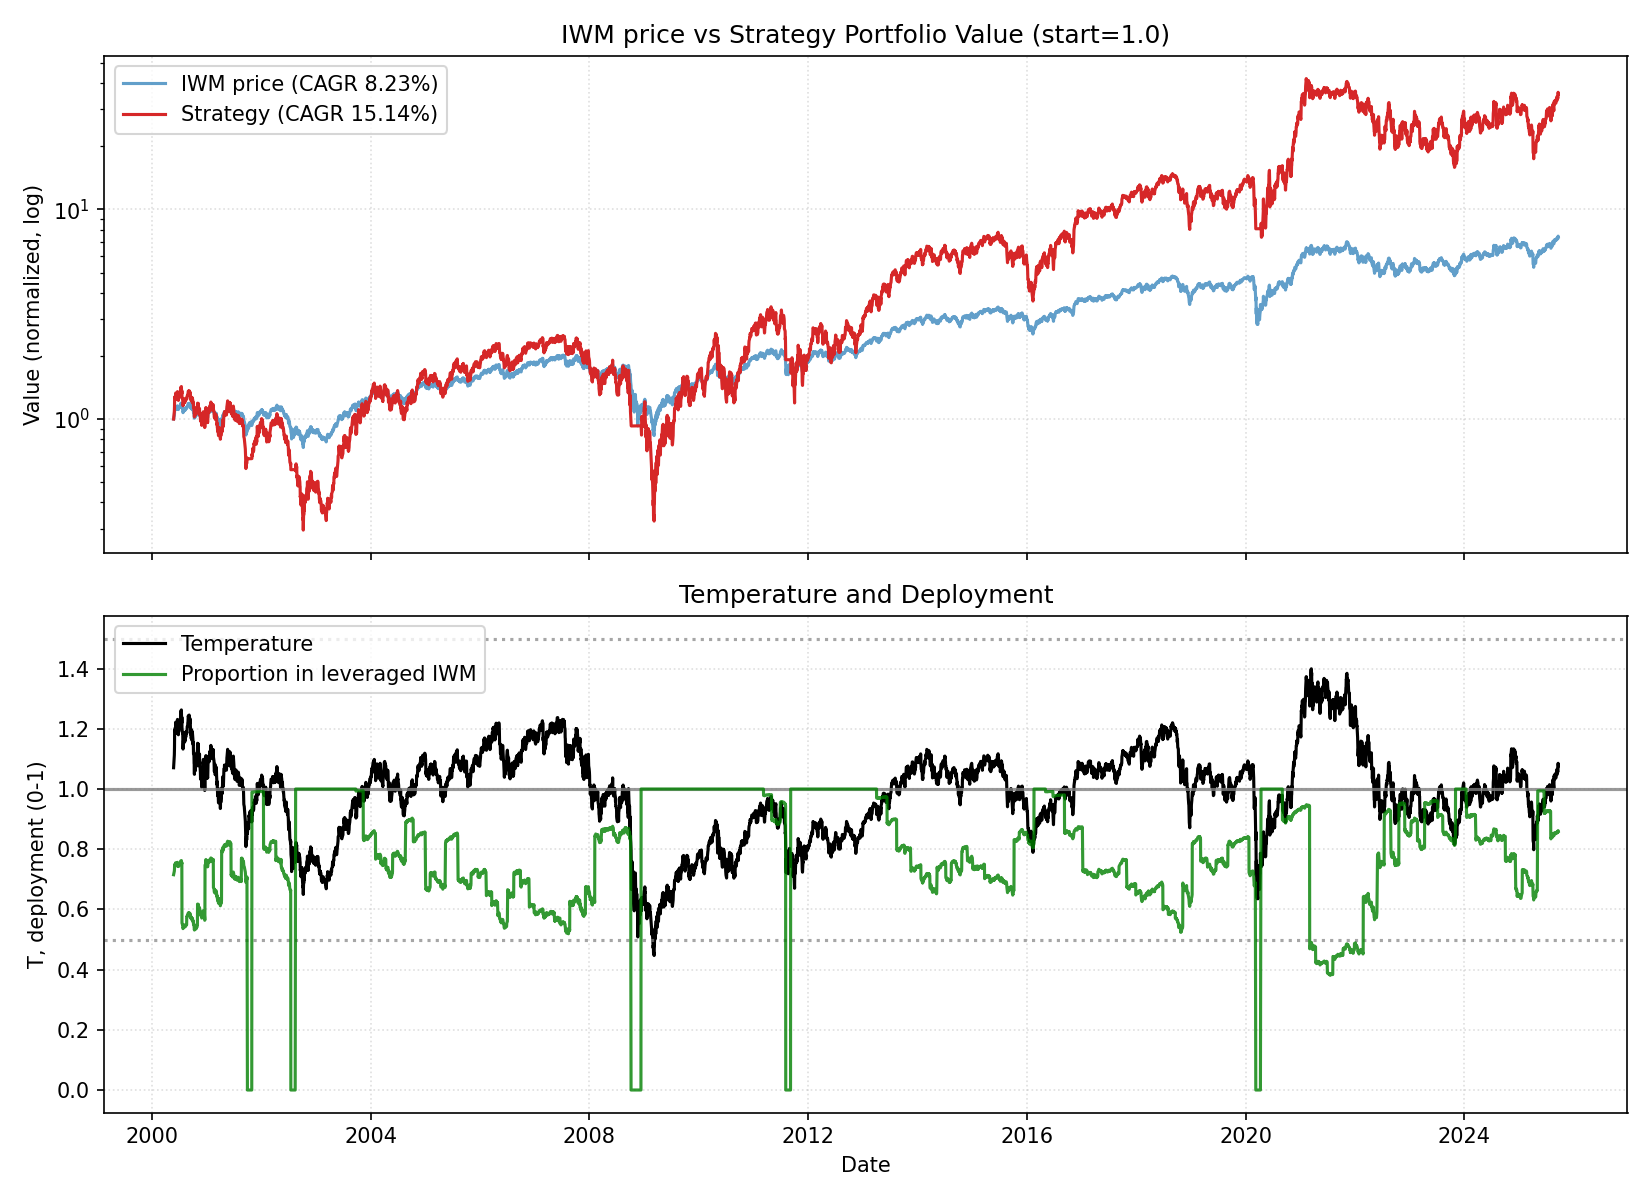 IWM price vs Strategy Portfolio Value (start=1.0)
IWM price (CAGR 8.23%)
Strategy (CAGR 15.14%)
Value (normalized, log)
10¹
10⁰
Temperature and Deployment
Temperature
Proportion in leveraged IWM
T, deployment (0-1)
1.4
1.2
1.0
0.8
0.6
0.4
0.2
0.0
2000 2004 2008 2012 2016 2020 2024
Date